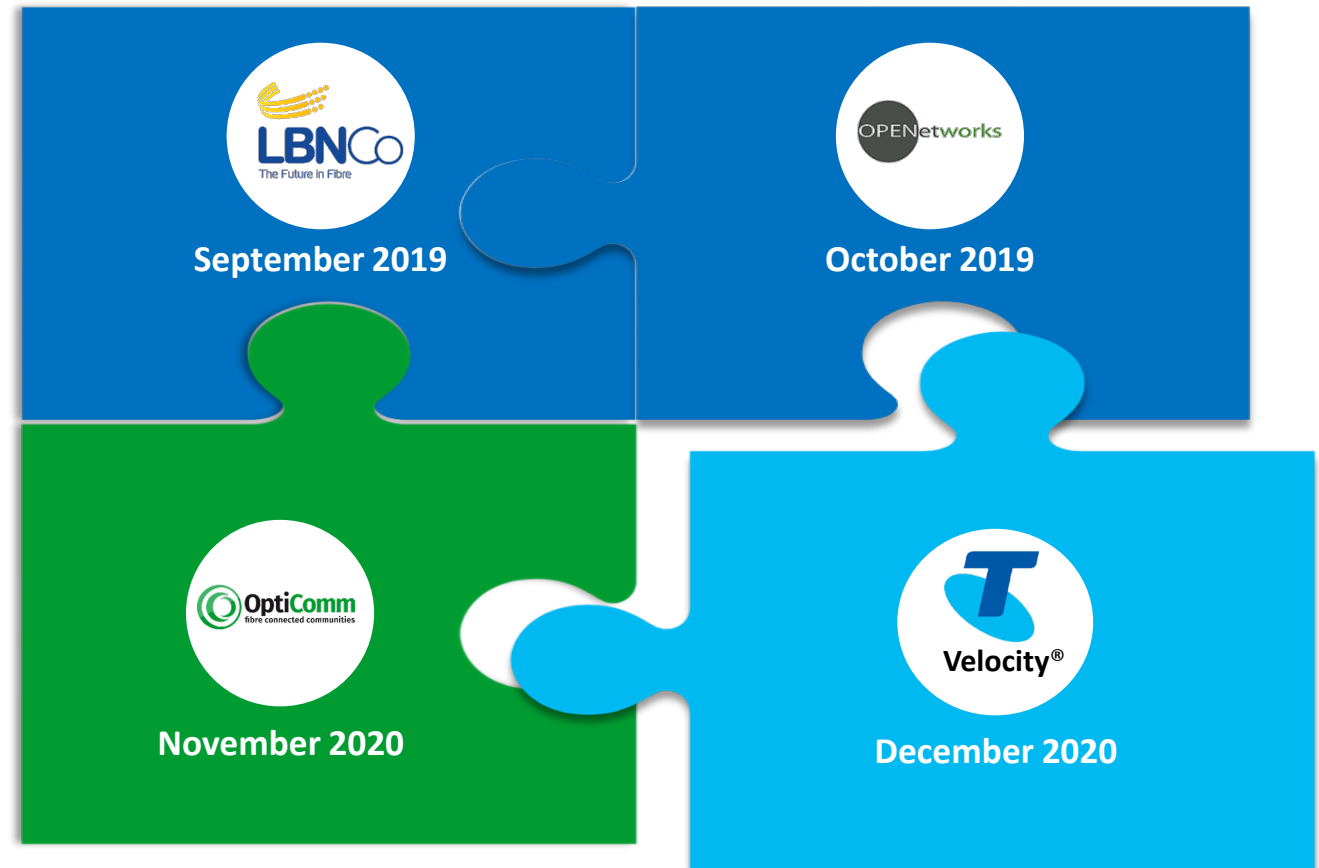 LBNCo
The Future in Fibre
September 2019
OPENetworks
October 2019
OptiComm
fibre connected communities
November 2020
T
Velocity®
December 2020